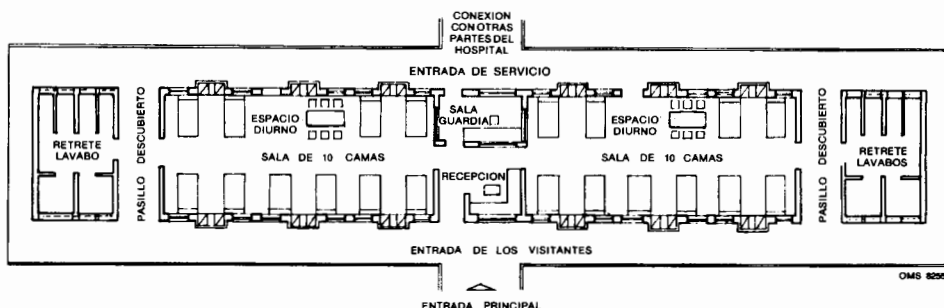 CONEXION
CON OTRAS
PARTES DEL
HOSPITAL
ENTRADA DE SERVICIO
RETRETE
LAVABO
PASILLO DESCUBIERTO
ESPACIO
DIURNO
SALA DE 10 CAMAS
SALA
GUARDIA
RECEPCION
ESPACIO
DIURNO
SALA DE 10 CAMAS
PASILLO DESCUBIERTO
RETRETE
LAVABOS
ENTRADA DE LOS VISITANTES
OMS
ENTRADA PRINCIPAL